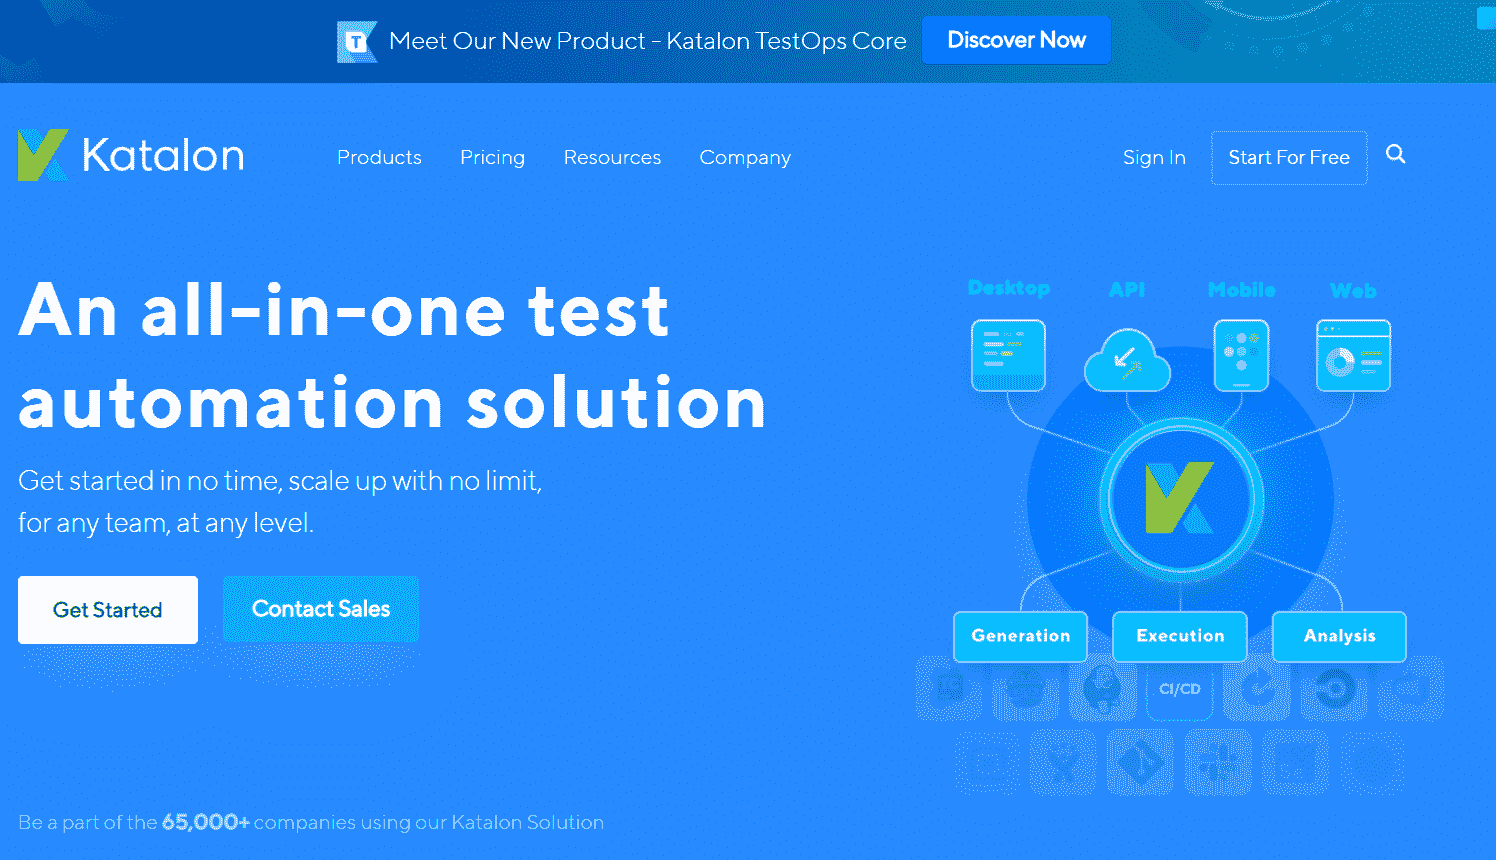 T
Meet Our New Product - Katalon TestOps Core
Discover Now
Katalon
Products
Pricing
Resources
Company
Sign In
Start For Free
An all-in-one test
automation solution
Get started in no time, scale up with no limit,
for any team, at any level.
Get Started
Contact Sales
Desktop
API
Mobile
Web
Generation
Execution
Analysis
CI/CD
Be a part of the 65,000+ companies using our Katalon Solution